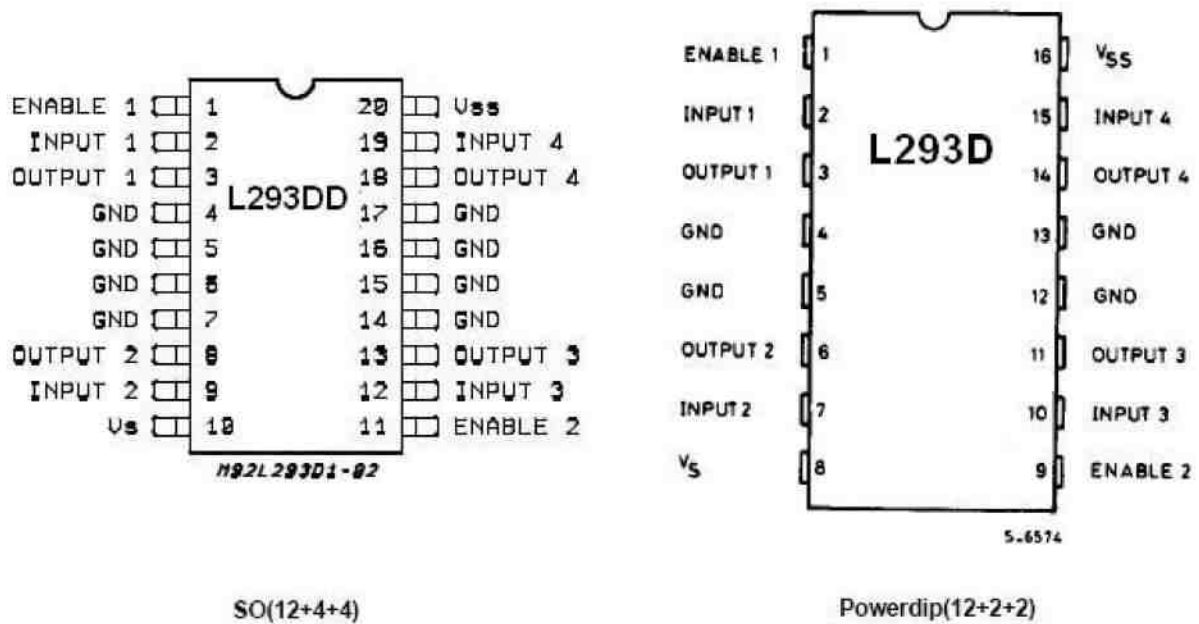 ENABLE 1 1 20 Vss
INPUT 1 2 19 INPUT 4
OUTPUT 1 3 18 OUTPUT 4
L293DD
GND 4 17 GND
GND 5 16 GND
GND 6 15 GND
GND 7 14 GND
OUTPUT 2 8 13 OUTPUT 3
INPUT 2 9 12 INPUT 3
Vs 10 11 ENABLE 2
M92L293D1-02
SO(12+4+4)
ENABLE 1 1 16 VSS
INPUT 1 2 15 INPUT 4
L293D
OUTPUT 1 3 14 OUTPUT 4
GND 4 13 GND
GND 5 12 GND
OUTPUT 2 6 11 OUTPUT 3
INPUT 2 7 10 INPUT 3
VS 8 9 ENABLE 2
S-6574
Powerdip(12+2+2)